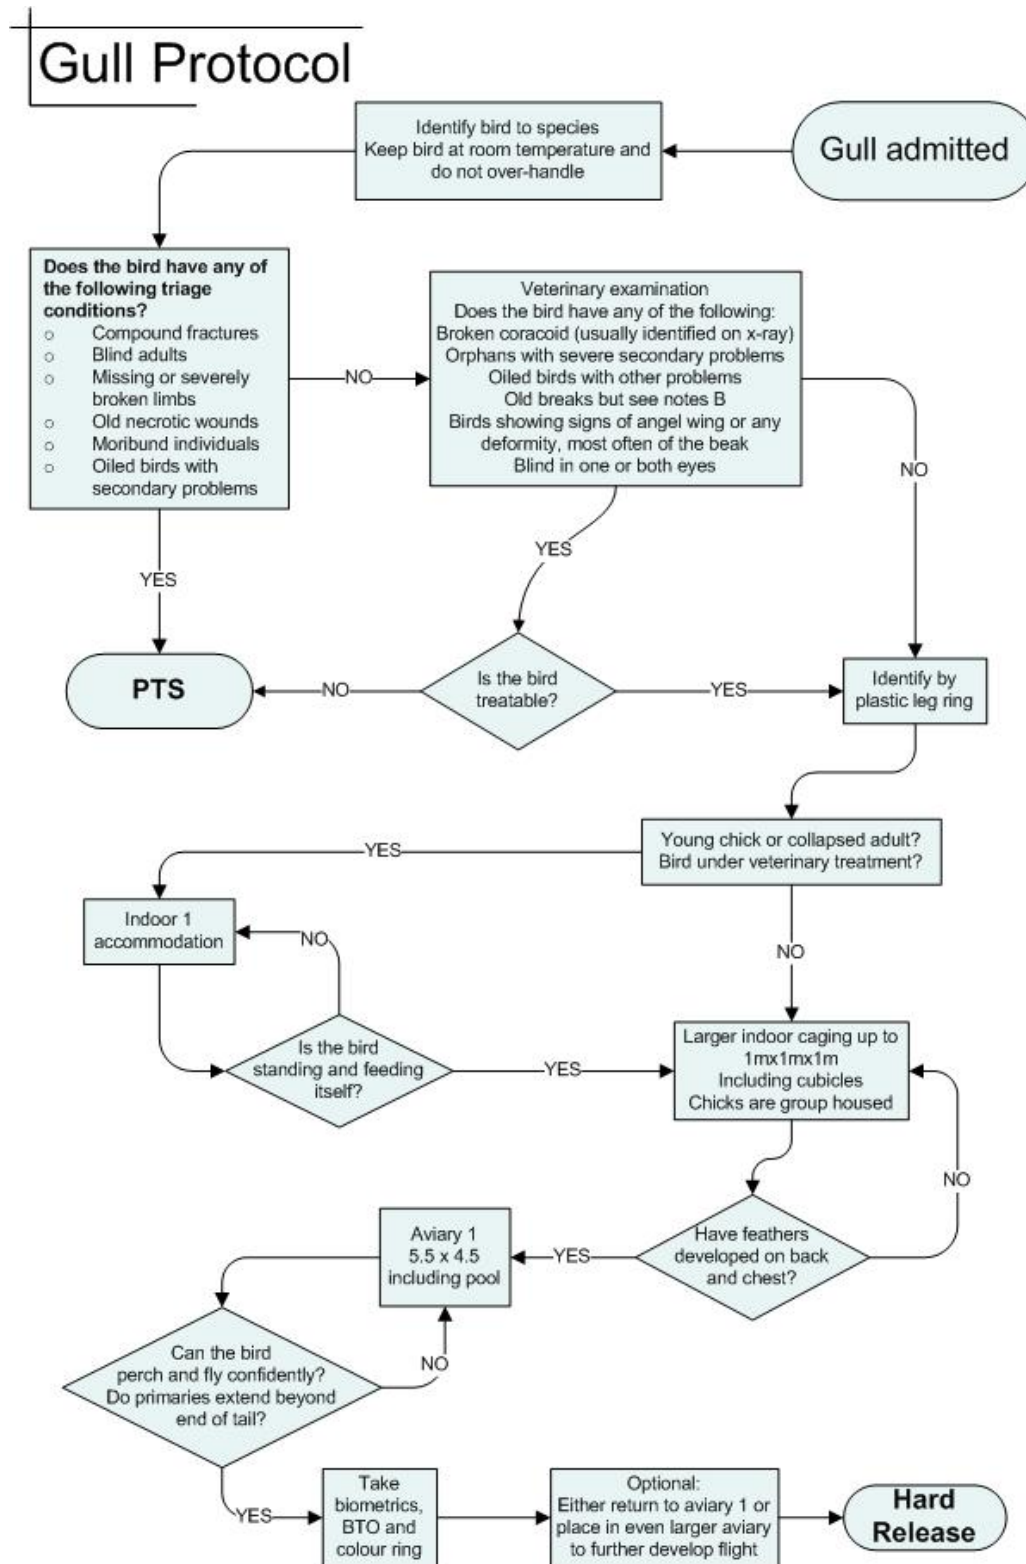 Gull Protocol
Gull admitted
Identify bird to species
Keep bird at room temperature and
do not over-handle
Does the bird have any of
the following triage
conditions?
o Compound fractures
o Blind adults
o Missing or severely
broken limbs
o Old necrotic wounds
o Moribund individuals
o Oiled birds with
secondary problems
NO
Veterinary examination
Does the bird have any of the following:
Broken coracoid (usually identified on x-ray)
Orphans with severe secondary problems
Oiled birds with other problems
Old breaks but see notes B
Birds showing signs of angel wing or any
deformity, most often of the beak
Blind in one or both eyes
NO
YES
YES
PTS
NO
Is the bird
treatable?
YES
Identify by
plastic leg ring
Young chick or collapsed adult?
Bird under veterinary treatment?
YES
NO
Indoor 1
accommodation
NO
Is the bird
standing and feeding
itself?
YES
Larger indoor caging up to
1mx1mx1m
Including cubicles
Chicks are group housed
NO
Have feathers
developed on back
and chest?
YES
Aviary 1
5.5 x 4.5
including pool
NO
Can the bird
perch and fly confidently?
Do primaries extend beyond
end of tail?
YES
Take
biometrics,
BTO and
colour ring
Optional:
Either return to aviary 1 or
place in even larger aviary
to further develop flight
Hard
Release